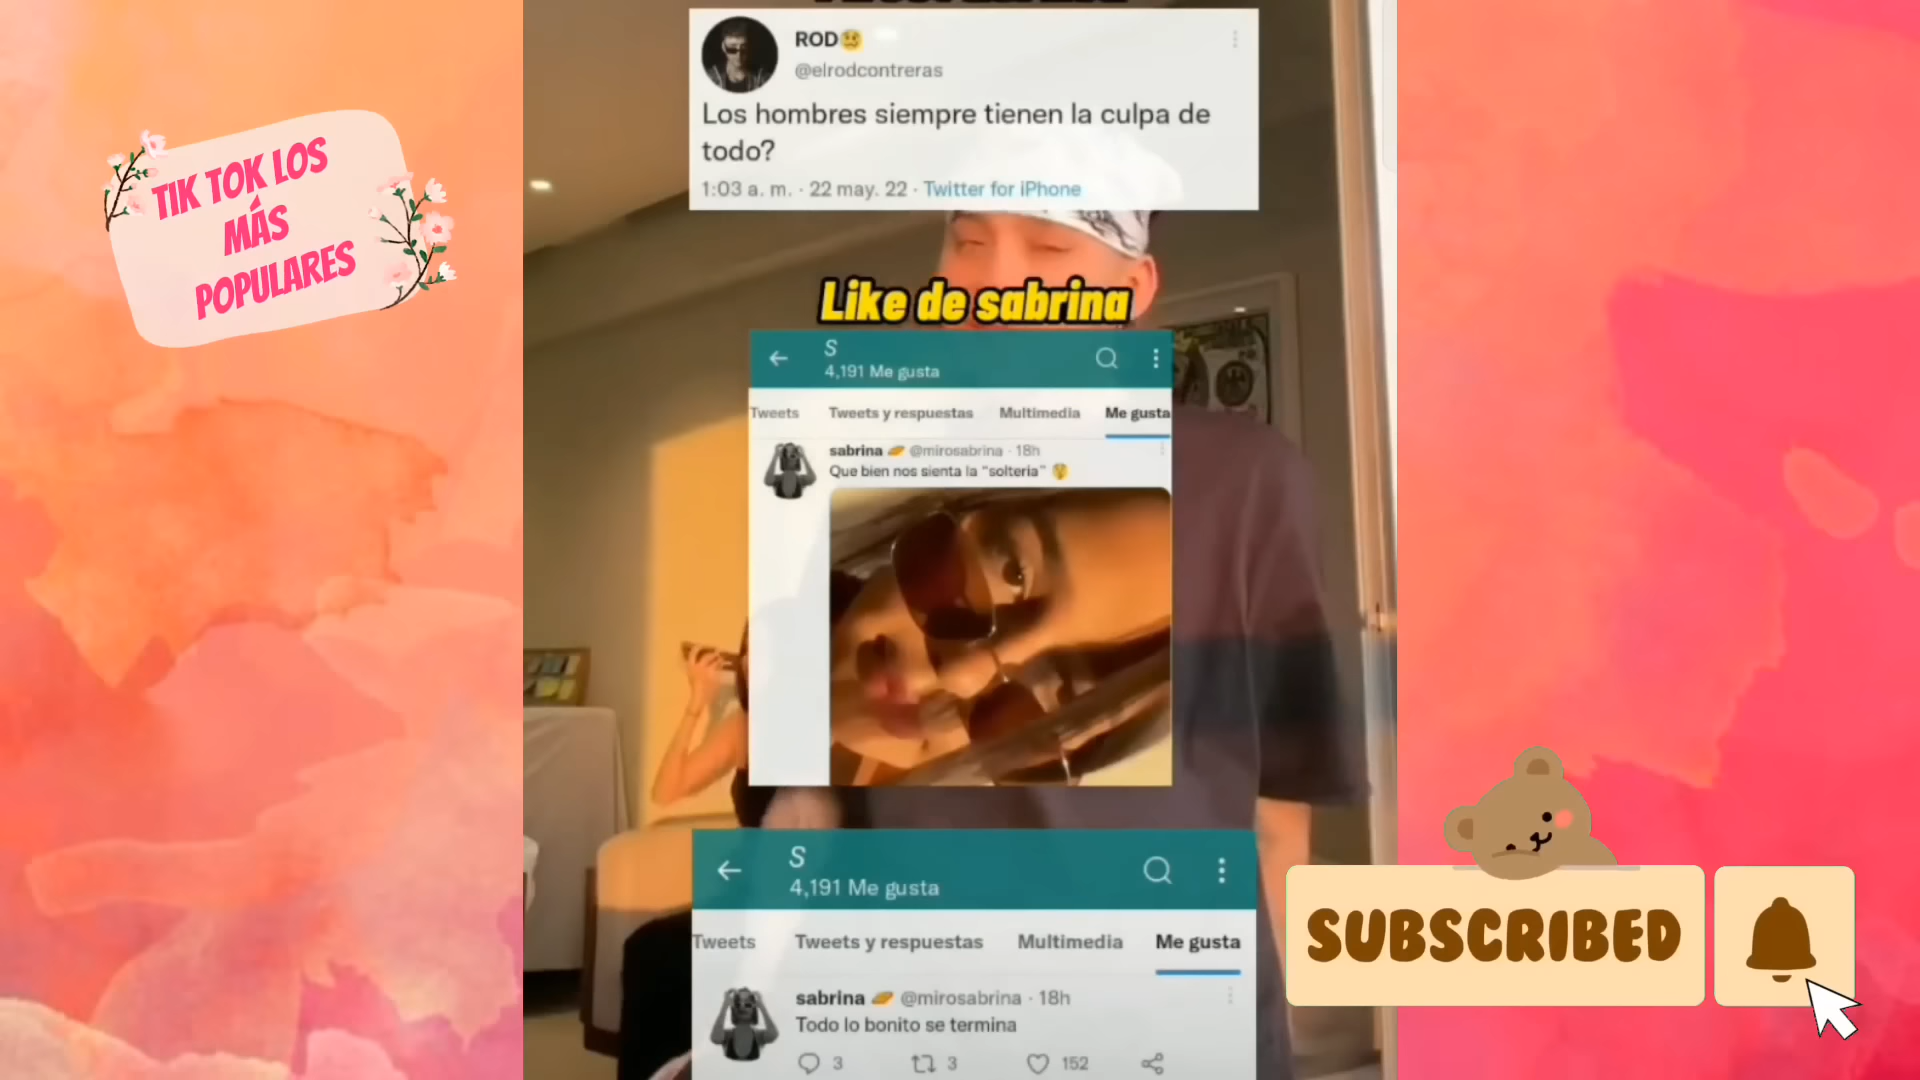 TIK TOK LOS
MÁS
POPULARES
ROD
@elrodcontreras
Los hombres siempre tienen la culpa de
todo?
1:03 a. m. · 22 may. 22 · Twitter for iPhone
Like de sabrina
S
4,191 Me gusta
Tweets Tweets y respuestas Multimedia Me gusta
sabrina @mirosabrina · 18h
Que bien nos sienta la "solteria"
S
4,191 Me gusta
Tweets Tweets y respuestas Multimedia Me gusta
sabrina @mirosabrina · 18h
Todo lo bonito se termina
3 3 152
SUBSCRIBED